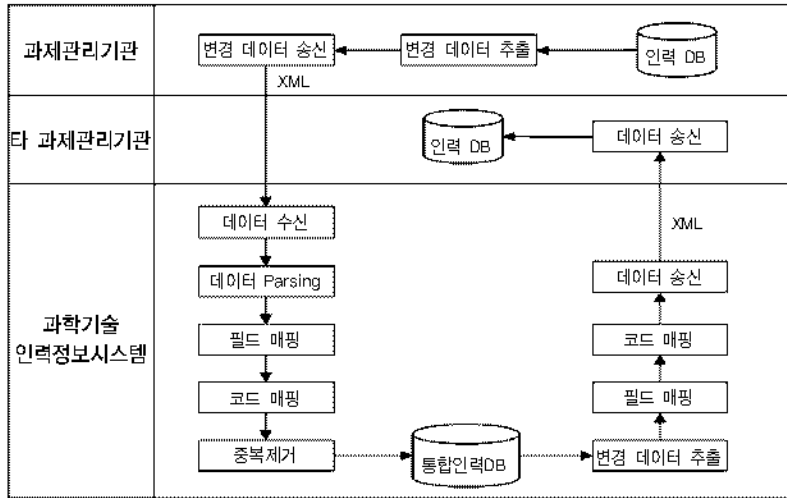 과제관리기관
변경 데이터 송신
변경 데이터 추출
인력 DB
XML
타 과제관리기관
인력 DB
데이터 송신
과학기술
인력정보시스템
데이터 수신
데이터 Parsing
필드 매핑
코드 매핑
중복제거
통합인력DB
변경 데이터 추출
필드 매핑
코드 매핑
데이터 송신
XML